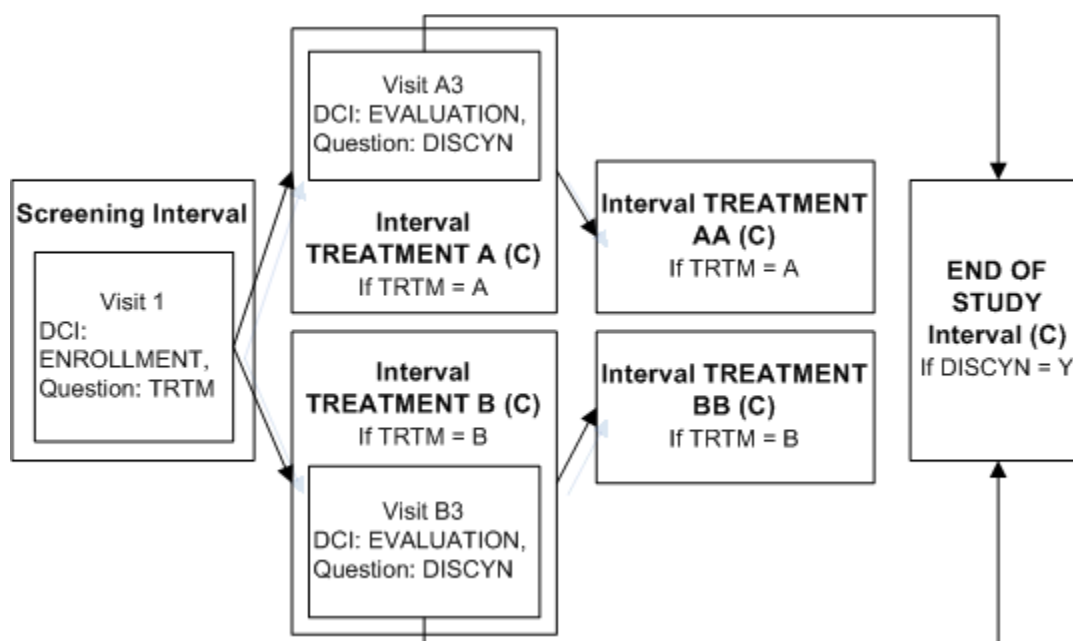 Screening Interval
Visit 1
DCI:
ENROLLMENT,
Question: TRTM
Visit A3
DCI: EVALUATION,
Question: DISCYN
Interval
TREATMENT A (C)
If TRTM = A
Interval
TREATMENT B (C)
If TRTM = B
Visit B3
DCI: EVALUATION,
Question: DISCYN
Interval TREATMENT
AA (C)
If TRTM = A
Interval TREATMENT
BB (C)
If TRTM = B
END OF
STUDY
Interval (C)
If DISCYN = Y